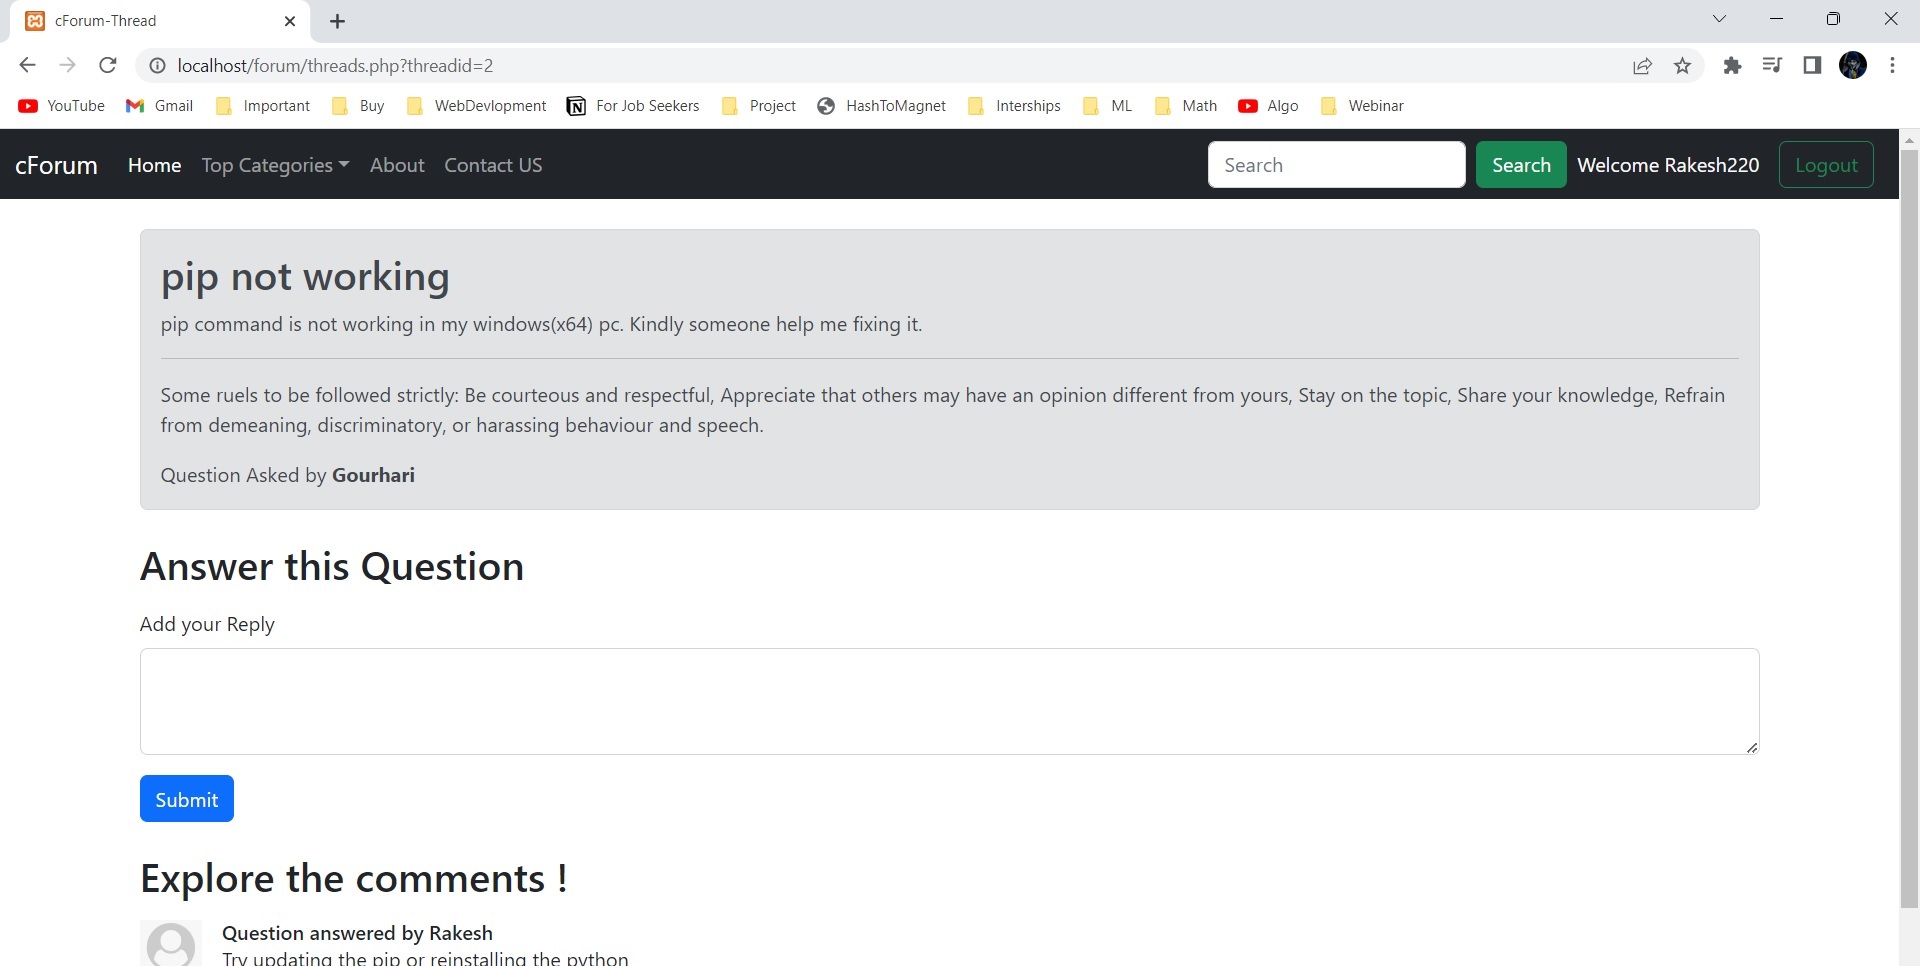 cForum-Thread
localhost/forum/threads.php?threadid=2
YouTube Gmail Important Buy WebDevlopment For Job Seekers Project HashToMagnet Interships ML Math Algo Webinar
cForum Home Top Categories About Contact US Search Search Welcome Rakesh220 Logout
pip not working
pip command is not working in my windows(x64) pc. Kindly someone help me fixing it.
Some ruels to be followed strictly: Be courteous and respectful, Appreciate that others may have an opinion different from yours, Stay on the topic, Share your knowledge, Refrain
from demeaning, discriminatory, or harassing behaviour and speech.
Question Asked by Gourhari
Answer this Question
Add your Reply
Submit
Explore the comments !
Question answered by Rakesh
Try updating the pip or reinstalling the python